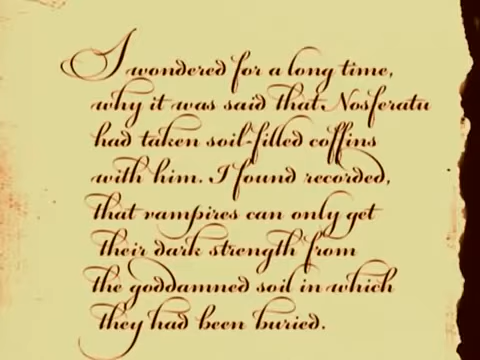 I wondered for a long time,
why it was said that Nosferatu
had taken soil-filled coffins
with him. I found recorded,
that vampires can only get
their dark strength from
the goddamned soil in which
they had been buried.